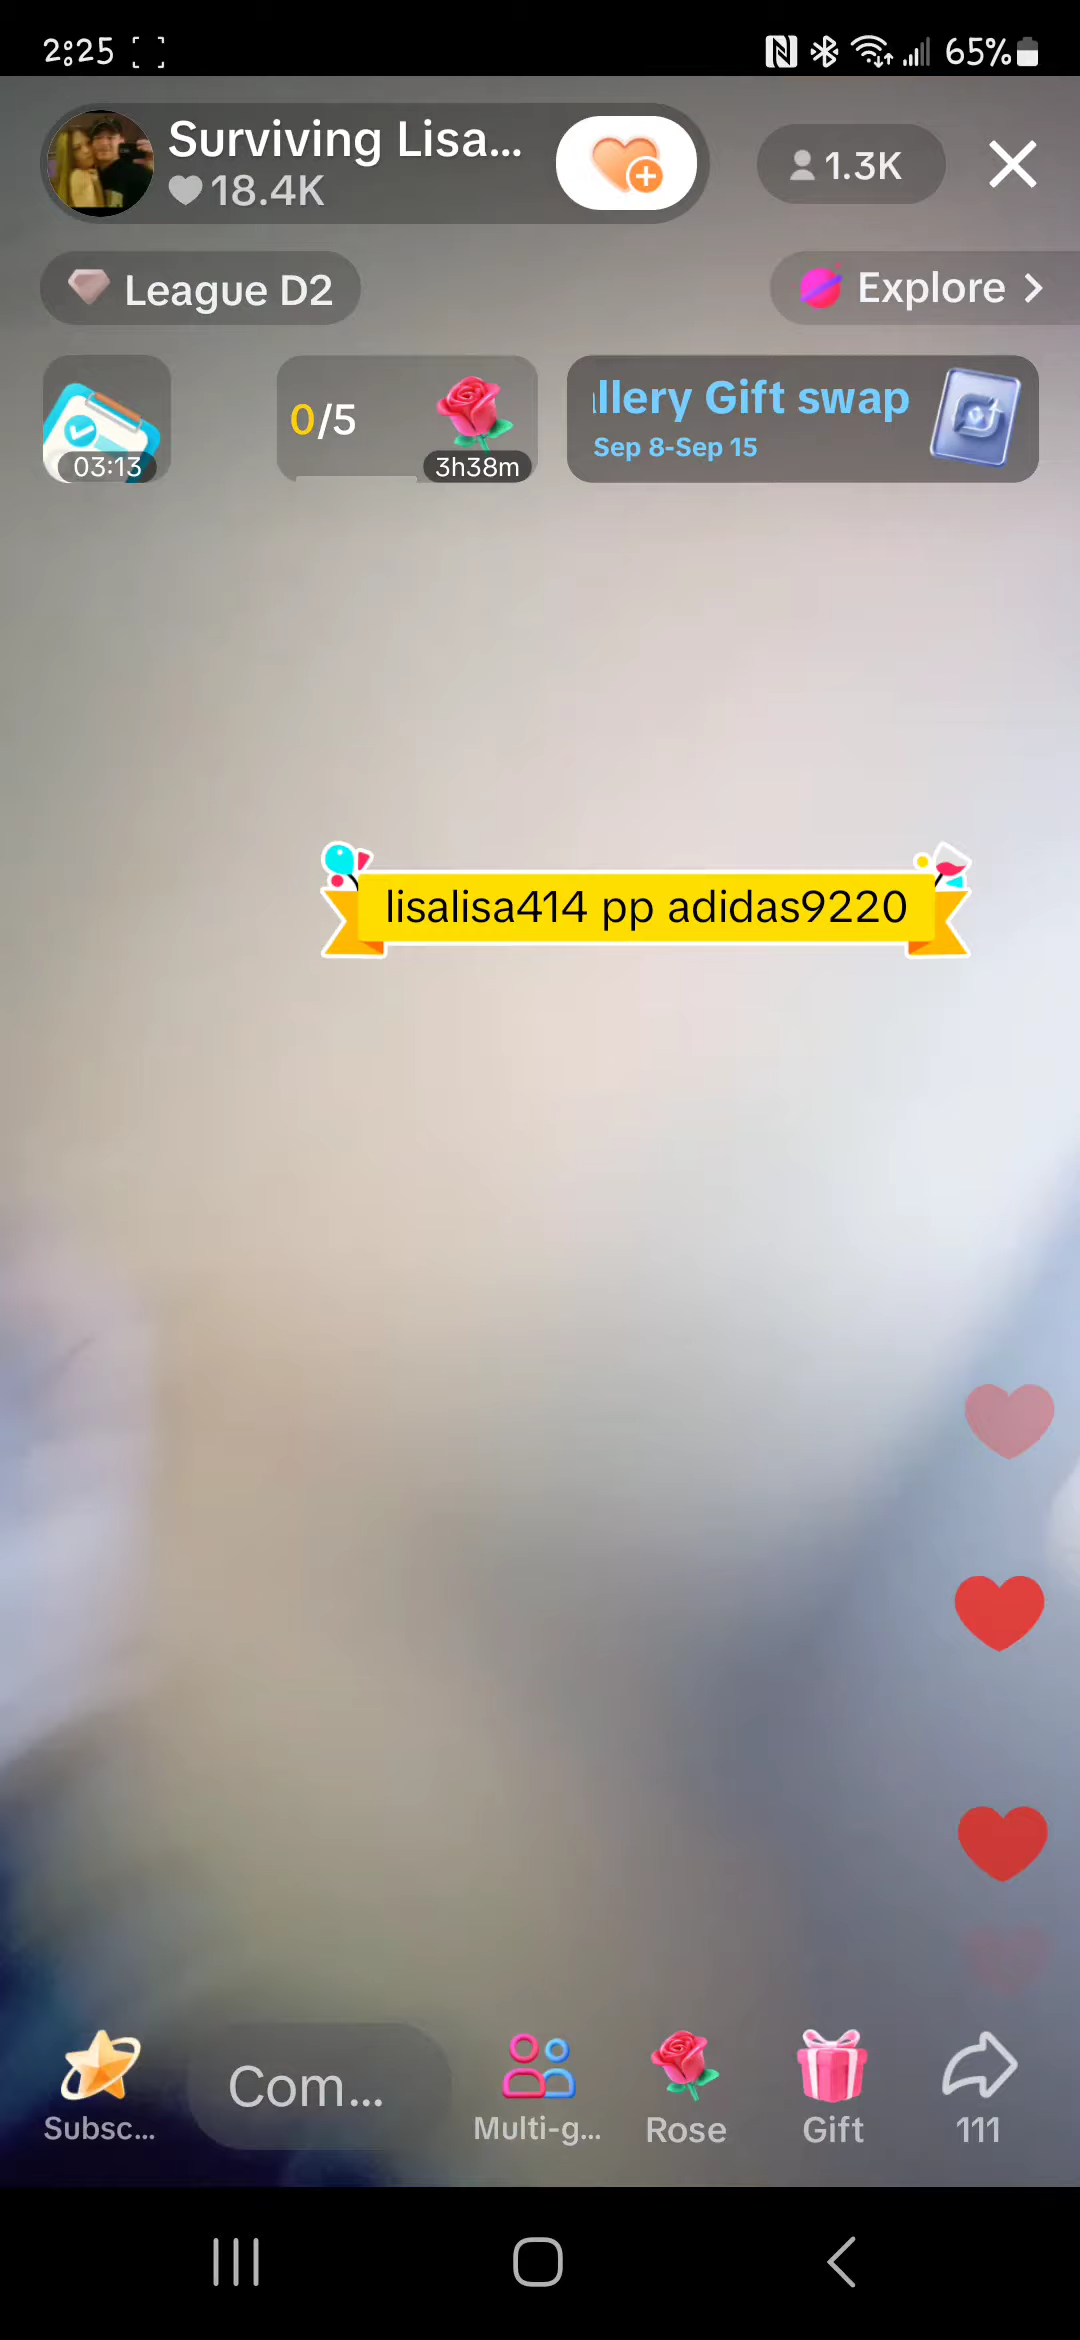 2:25
65%
Surviving Lisa...
18.4K
1.3K
League D2
Explore
03:13
0/5
3h38m
llery Gift swap
Sep 8-Sep 15
lisalisa414 pp adidas9220
Subsc...
Com...
Multi-g...
Rose
Gift
111